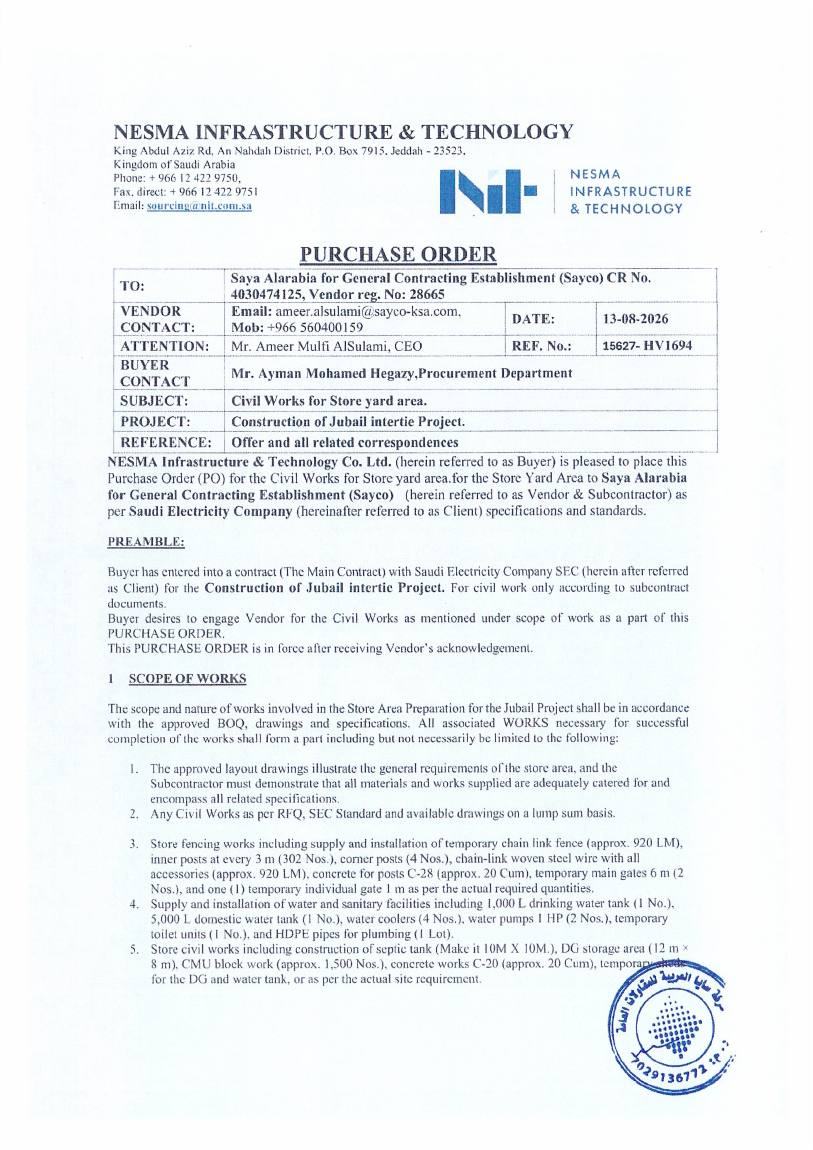 NESMA INFRASTRUCTURE & TECHNOLOGY
King Abdul Aziz Rd, An Nahdah District, P.O. Box 7915, Jeddah - 23523,
Kingdom of Saudi Arabia
Phone: + 966 12 422 9750,
Fax, direct: + 966 12 422 9751
Email: sourcing@nit.com.sa
NESMA
INFRASTRUCTURE
& TECHNOLOGY
PURCHASE ORDER
TO: Saya Alarabia for General Contracting Establishment (Sayco) CR No.
4030474125, Vendor reg. No: 28665
VENDOR CONTACT: Email: ameer.alsulami@sayco-ksa.com,
Mob: +966 560400159
DATE: 13-08-2026
ATTENTION: Mr. Ameer Mulfi AlSulami, CEO REF. No.: 15627- HV1694
BUYER CONTACT Mr. Ayman Mohamed Hegazy,Procurement Department
SUBJECT: Civil Works for Store yard area.
PROJECT: Construction of Jubail intertie Project.
REFERENCE: Offer and all related correspondences
NESMA Infrastructure & Technology Co. Ltd. (herein referred to as Buyer) is pleased to place this
Purchase Order (PO) for the Civil Works for Store yard area.for the Store Yard Area to Saya Alarabia
for General Contracting Establishment (Sayco) (herein referred to as Vendor & Subcontractor) as
per Saudi Electricity Company (hereinafter referred to as Client) specifications and standards.
PREAMBLE:
Buyer has entered into a contract (The Main Contract) with Saudi Electricity Company SEC (herein after referred
as Client) for the Construction of Jubail intertie Project. For civil work only according to subcontract
documents.
Buyer desires to engage Vendor for the Civil Works as mentioned under scope of work as a part of this
PURCHASE ORDER.
This PURCHASE ORDER is in force after receiving Vendor's acknowledgement.
1 SCOPE OF WORKS
The scope and nature of works involved in the Store Area Preparation for the Jubail Project shall be in accordance
with the approved BOQ, drawings and specifications. All associated WORKS necessary for successful
completion of the works shall form a part including but not necessarily be limited to the following:
1. The approved layout drawings illustrate the general requirements of the store area, and the
Subcontractor must demonstrate that all materials and works supplied are adequately catered for and
encompass all related specifications.
2. Any Civil Works as per RFQ, SEC Standard and available drawings on a lump sum basis.
3. Store fencing works including supply and installation of temporary chain link fence (approx. 920 LM),
inner posts at every 3 m (302 Nos.), corner posts (4 Nos.), chain-link woven steel wire with all
accessories (approx. 920 LM), concrete for posts C-28 (approx. 20 Cum), temporary main gates 6 m (2
Nos.), and one (1) temporary individual gate 1 m as per the actual required quantities.
4. Supply and installation of water and sanitary facilities including 1,000 L drinking water tank (1 No.),
5,000 L domestic water tank (1 No.), water coolers (4 Nos.), water pumps 1 HP (2 Nos.), temporary
toilet units (1 No.), and HDPE pipes for plumbing (1 Lot).
5. Store civil works including construction of septic tank (Make it 10M X 10M.), DG storage area (12 m ×
8 m), CMU block work (approx. 1,500 Nos.), concrete works C-20 (approx. 20 Cum), temporary
for the DG and water tank, or as per the actual site requirement.
شركة سايا العربية للمقاولات العامة
7029136772